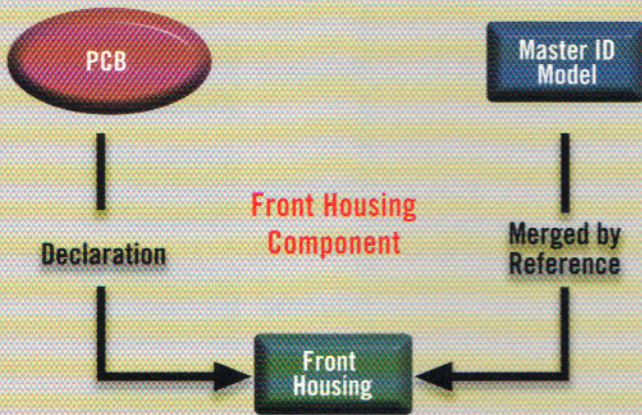 PCB
Master ID
Model
Front Housing
Component
Declaration
Merged by
Reference
Front
Housing